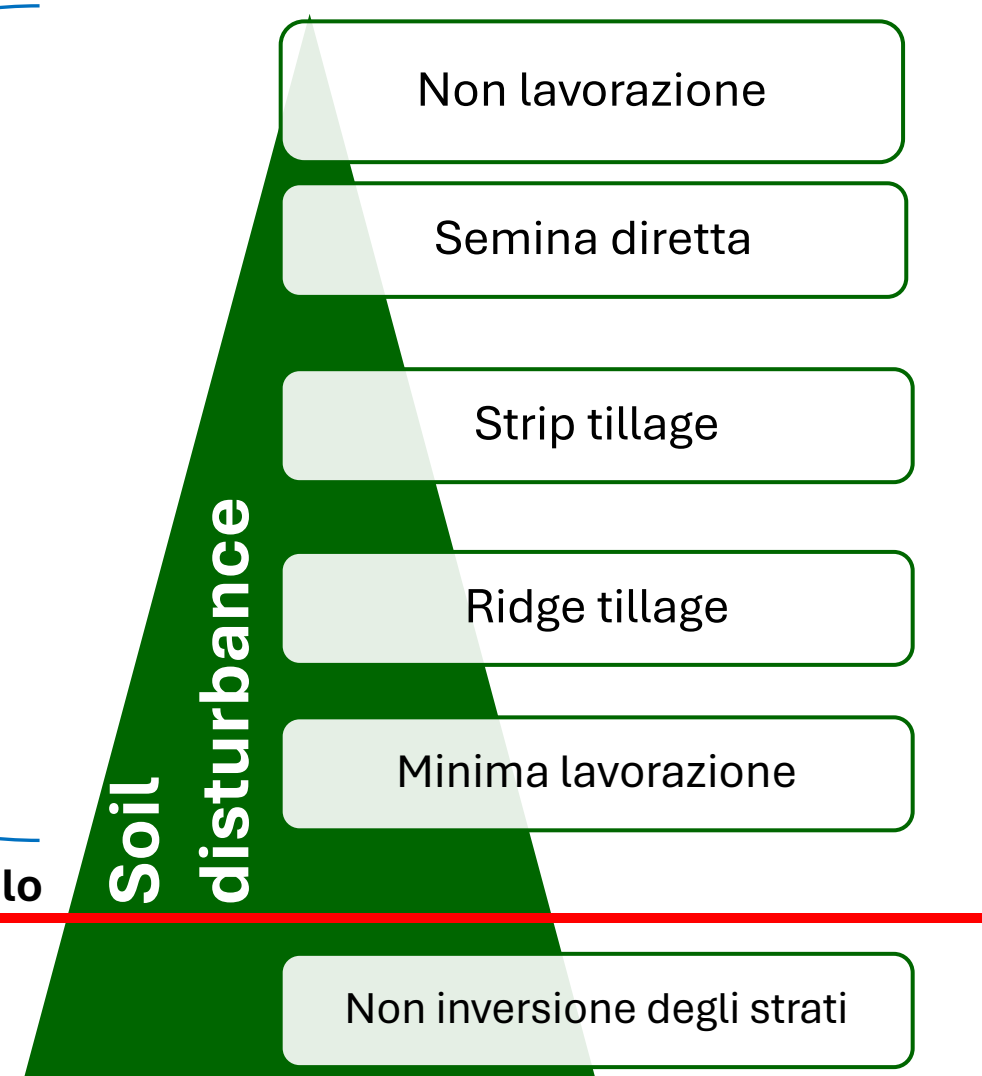 Non lavorazione
Semina diretta
Strip tillage
Ridge tillage
Minima lavorazione
Soil
disturbance
lo
Non inversione degli strati